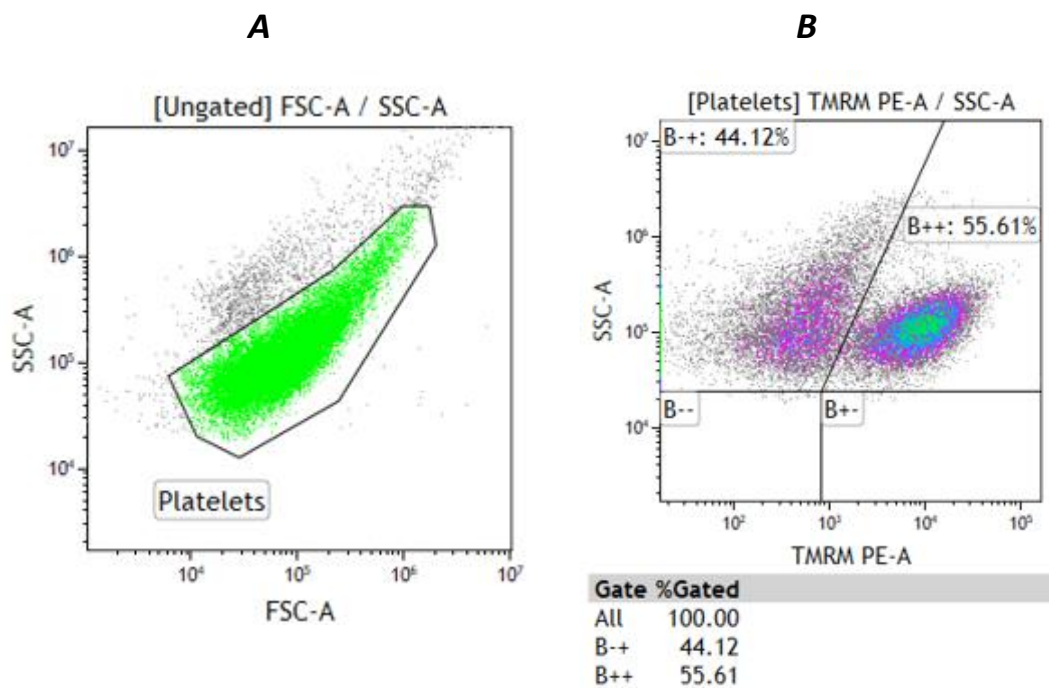 A
B
[Ungated] FSC-A / SSC-A
10⁷
10⁶
10⁵
10⁴
SSC-A
Platelets
10⁴ 10⁵ 10⁶ 10⁷
FSC-A
[Platelets] TMRM PE-A / SSC-A
B-+: 44.12%
B++: 55.61%
10⁷
10⁶
10⁵
10⁴
SSC-A
B--
B+-
10² 10³ 10⁴ 10⁵
TMRM PE-A
Gate %Gated
All 100.00
B-+ 44.12
B++ 55.61